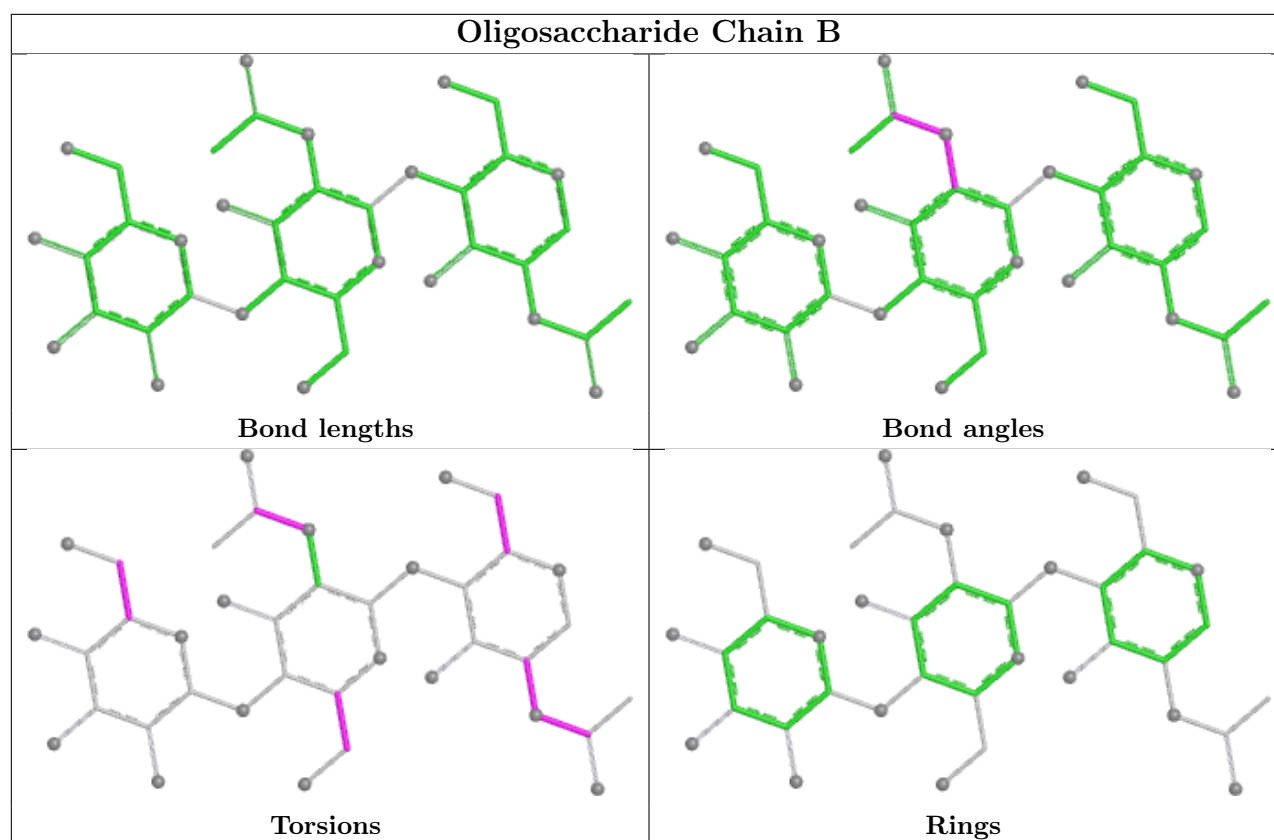 Oligosaccharide Chain B
Bond lengths
Bond angles
Torsions
Rings